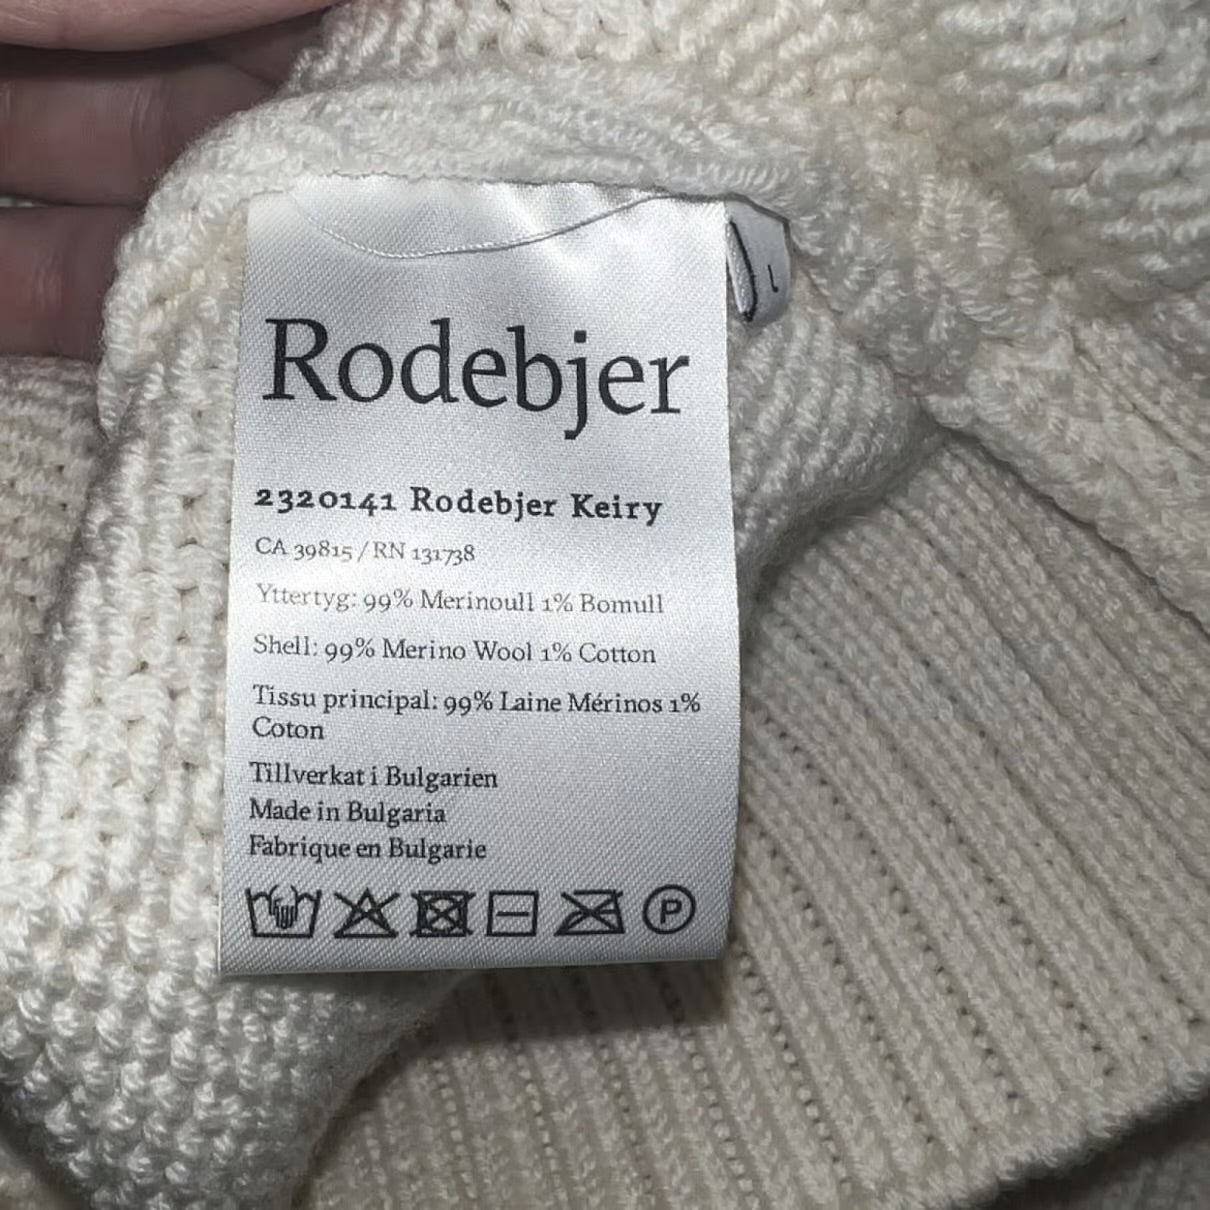 Rodebjer
L
2320141 Rodebjer Keiry
CA 39815 / RN 131738
Yttertyg: 99% Merinoull 1% Bomull
Shell: 99% Merino Wool 1% Cotton
Tissu principal: 99% Laine Mérinos 1%
Coton
Tillverkat i Bulgarien
Made in Bulgaria
Fabrique en Bulgarie
P